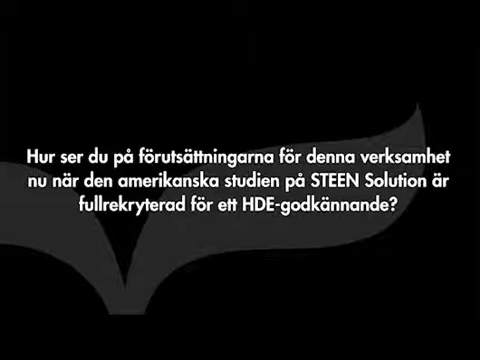 Hur ser du på förutsättningarna för denna verksamhet
nu när den amerikanska studien på STEEN Solution är
fullrekryterad för ett HDE-godkännande?